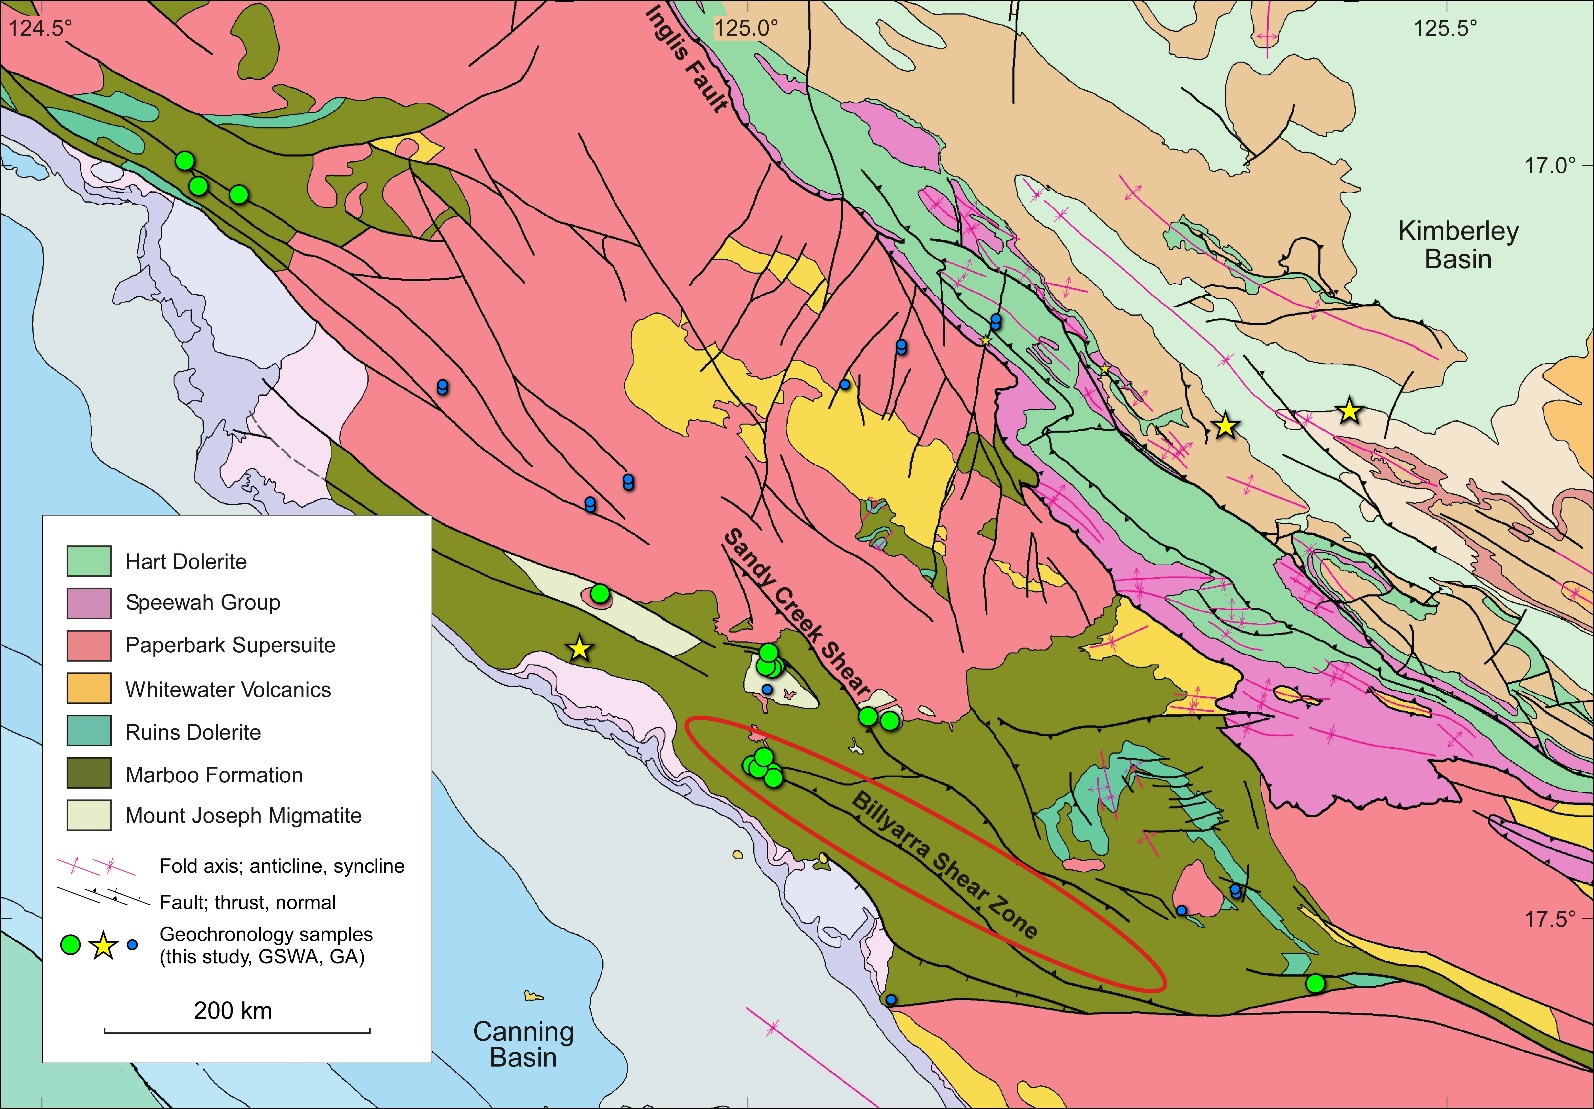 124.5°
125.0°
125.5°
Inglis Fault
17.0°
Kimberley
Basin
Sandy Creek Shear
Billyarra Shear Zone
17.5°
Canning
Basin
Hart Dolerite
Speewah Group
Paperbark Supersuite
Whitewater Volcanics
Ruins Dolerite
Marboo Formation
Mount Joseph Migmatite
Fold axis; anticline, syncline
Fault; thrust, normal
Geochronology samples
(this study, GSWA, GA)
200 km